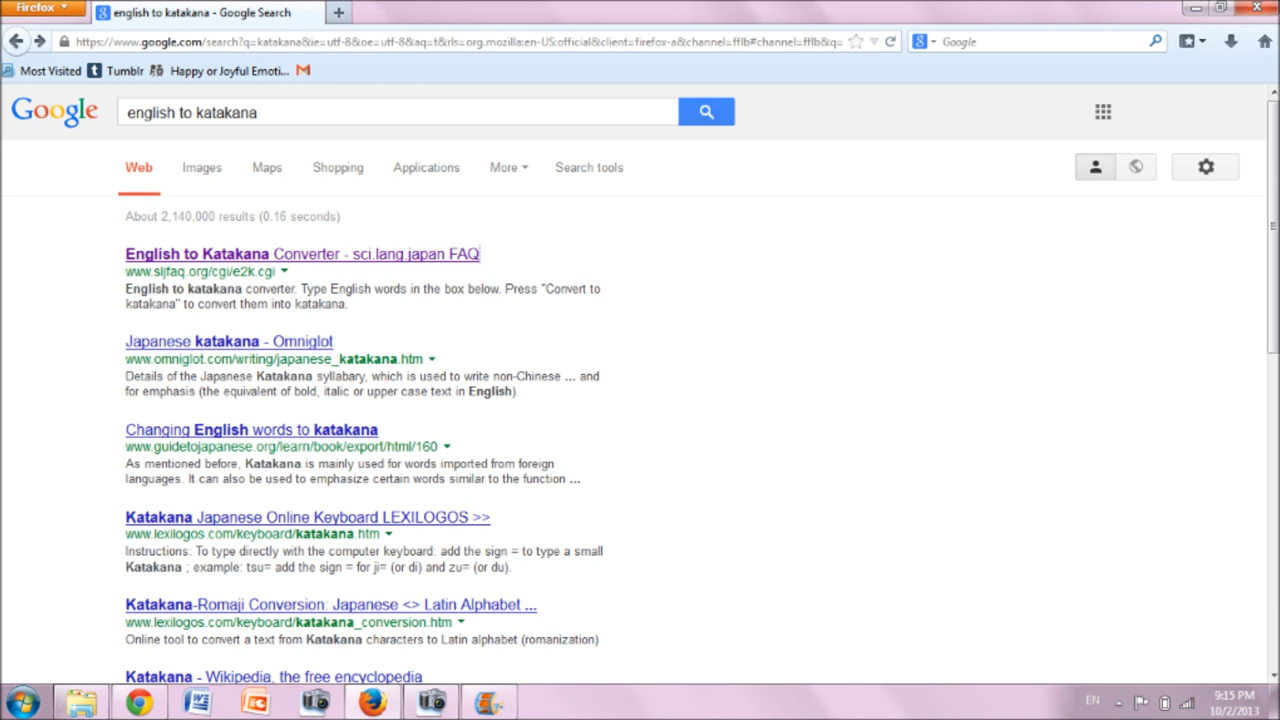 Firefox
english to katakana - Google Search
https://www.google.com/search?q=katakana&ie=utf-8&oe=utf-8&aq=t&rls=org.mozilla:en-US:official&client=firefox-a&channel=fflb#channel=fflb&q=
Google
Most Visited Tumblr 顔 Happy or Joyful Emoti...
Google
english to katakana
Web Images Maps Shopping Applications More Search tools
About 2,140,000 results (0.16 seconds)
English to Katakana Converter - sci.lang.japan FAQ
www.sljfaq.org/cgi/e2k.cgi
English to katakana converter. Type English words in the box below. Press "Convert to
katakana" to convert them into katakana.
Japanese katakana - Omniglot
www.omniglot.com/writing/japanese_katakana.htm
Details of the Japanese Katakana syllabary, which is used to write non-Chinese ... and
for emphasis (the equivalent of bold, italic or upper case text in English).
Changing English words to katakana
www.guidetojapanese.org/learn/book/export/html/160
As mentioned before, Katakana is mainly used for words imported from foreign
languages. It can also be used to emphasize certain words similar to the function ...
Katakana Japanese Online Keyboard LEXILOGOS >>
www.lexilogos.com/keyboard/katakana.htm
Instructions: To type directly with the computer keyboard: add the sign = to type a small
Katakana ; example: tsu= add the sign = for ji= (or di) and zu= (or du).
Katakana-Romaji Conversion: Japanese <> Latin Alphabet ...
www.lexilogos.com/keyboard/katakana_conversion.htm
Online tool to convert a text from Katakana characters to Latin alphabet (romanization)
Katakana - Wikipedia, the free encyclopedia
EN
9:15 PM
10/2/2013